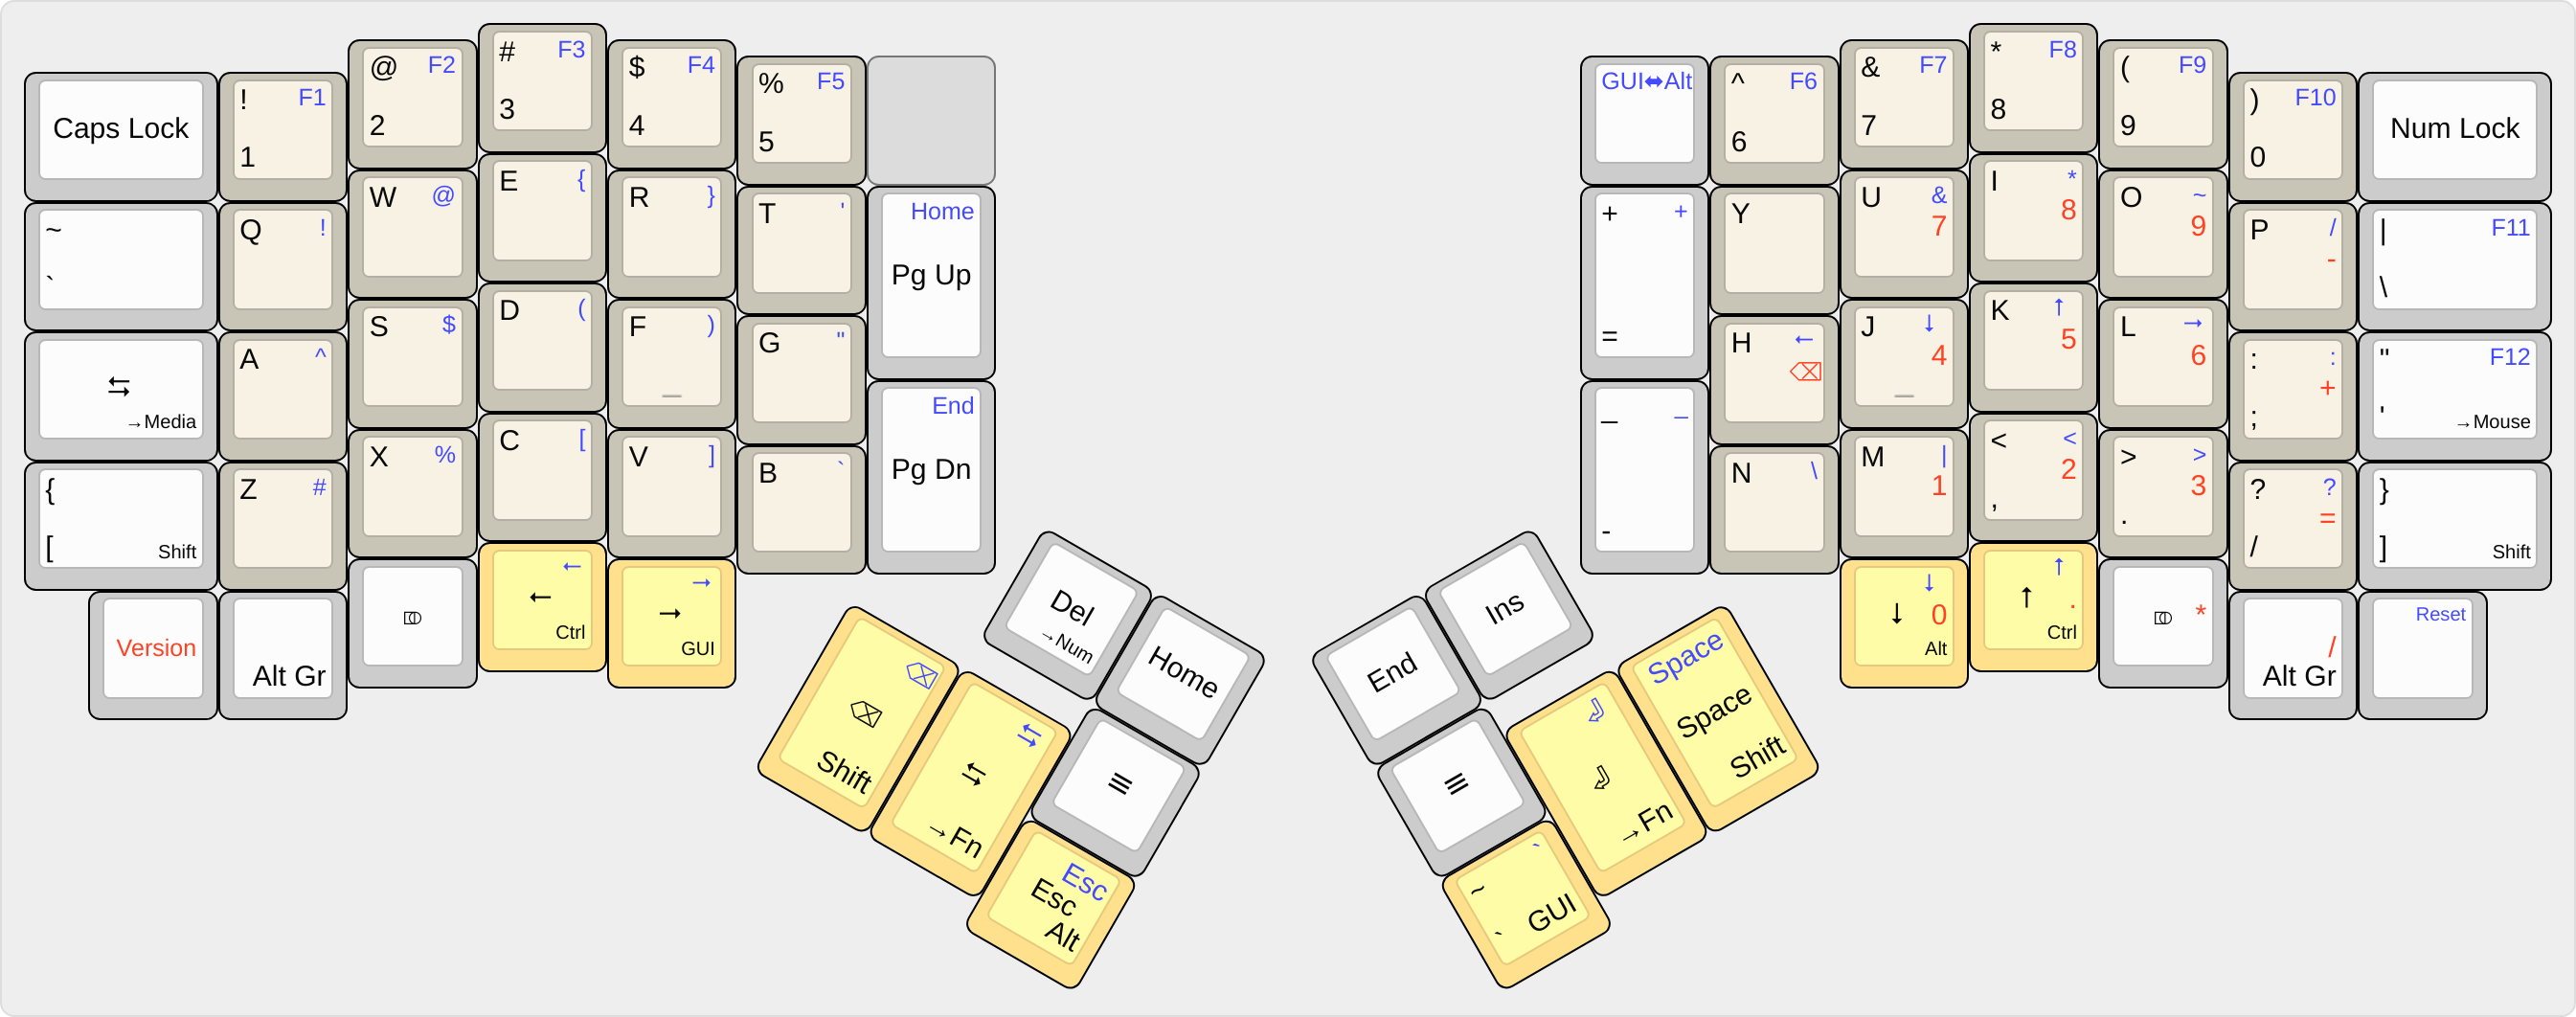 Caps Lock
! F1
1
@ F2
2
# F3
3
$ F4
4
% F5
5
GUI⬌Alt
^ F6
6
& F7
7
* F8
8
( F9
9
) F10
0
Num Lock
~
`
Q !
W @
E {
R }
T '
Home
Pg Up
+ +
=
Y
U &
7
I *
8
O ~
9
P /
-
| F11
\
⇆
→Media
A ^
S $
D (
F )
_
G "
End
Pg Dn
_ _
-
H ←
⌫
J ↓
4
_
K ↑
5
L →
6
: :
+
;
" F12
' →Mouse
{
[ Shift
Z #
X %
C [
V ]
B `
N \
M |
1
< <
2
,
> >
3
.
? ?
=
/
}
] Shift
Version
Alt Gr
⎄
←
←
Ctrl
→
→
GUI
↓
↓ 0
Alt
↑
↑ .
Ctrl
⎄ *
/
Alt Gr
Reset
Del
→Num
Home
⌫
⌫
Shift
⇆
⇆
→Fn
≡
Esc
Esc
Alt
Ins
End
Space
Space
Shift
⏎
⏎
→Fn
≡
`
~
` GUI